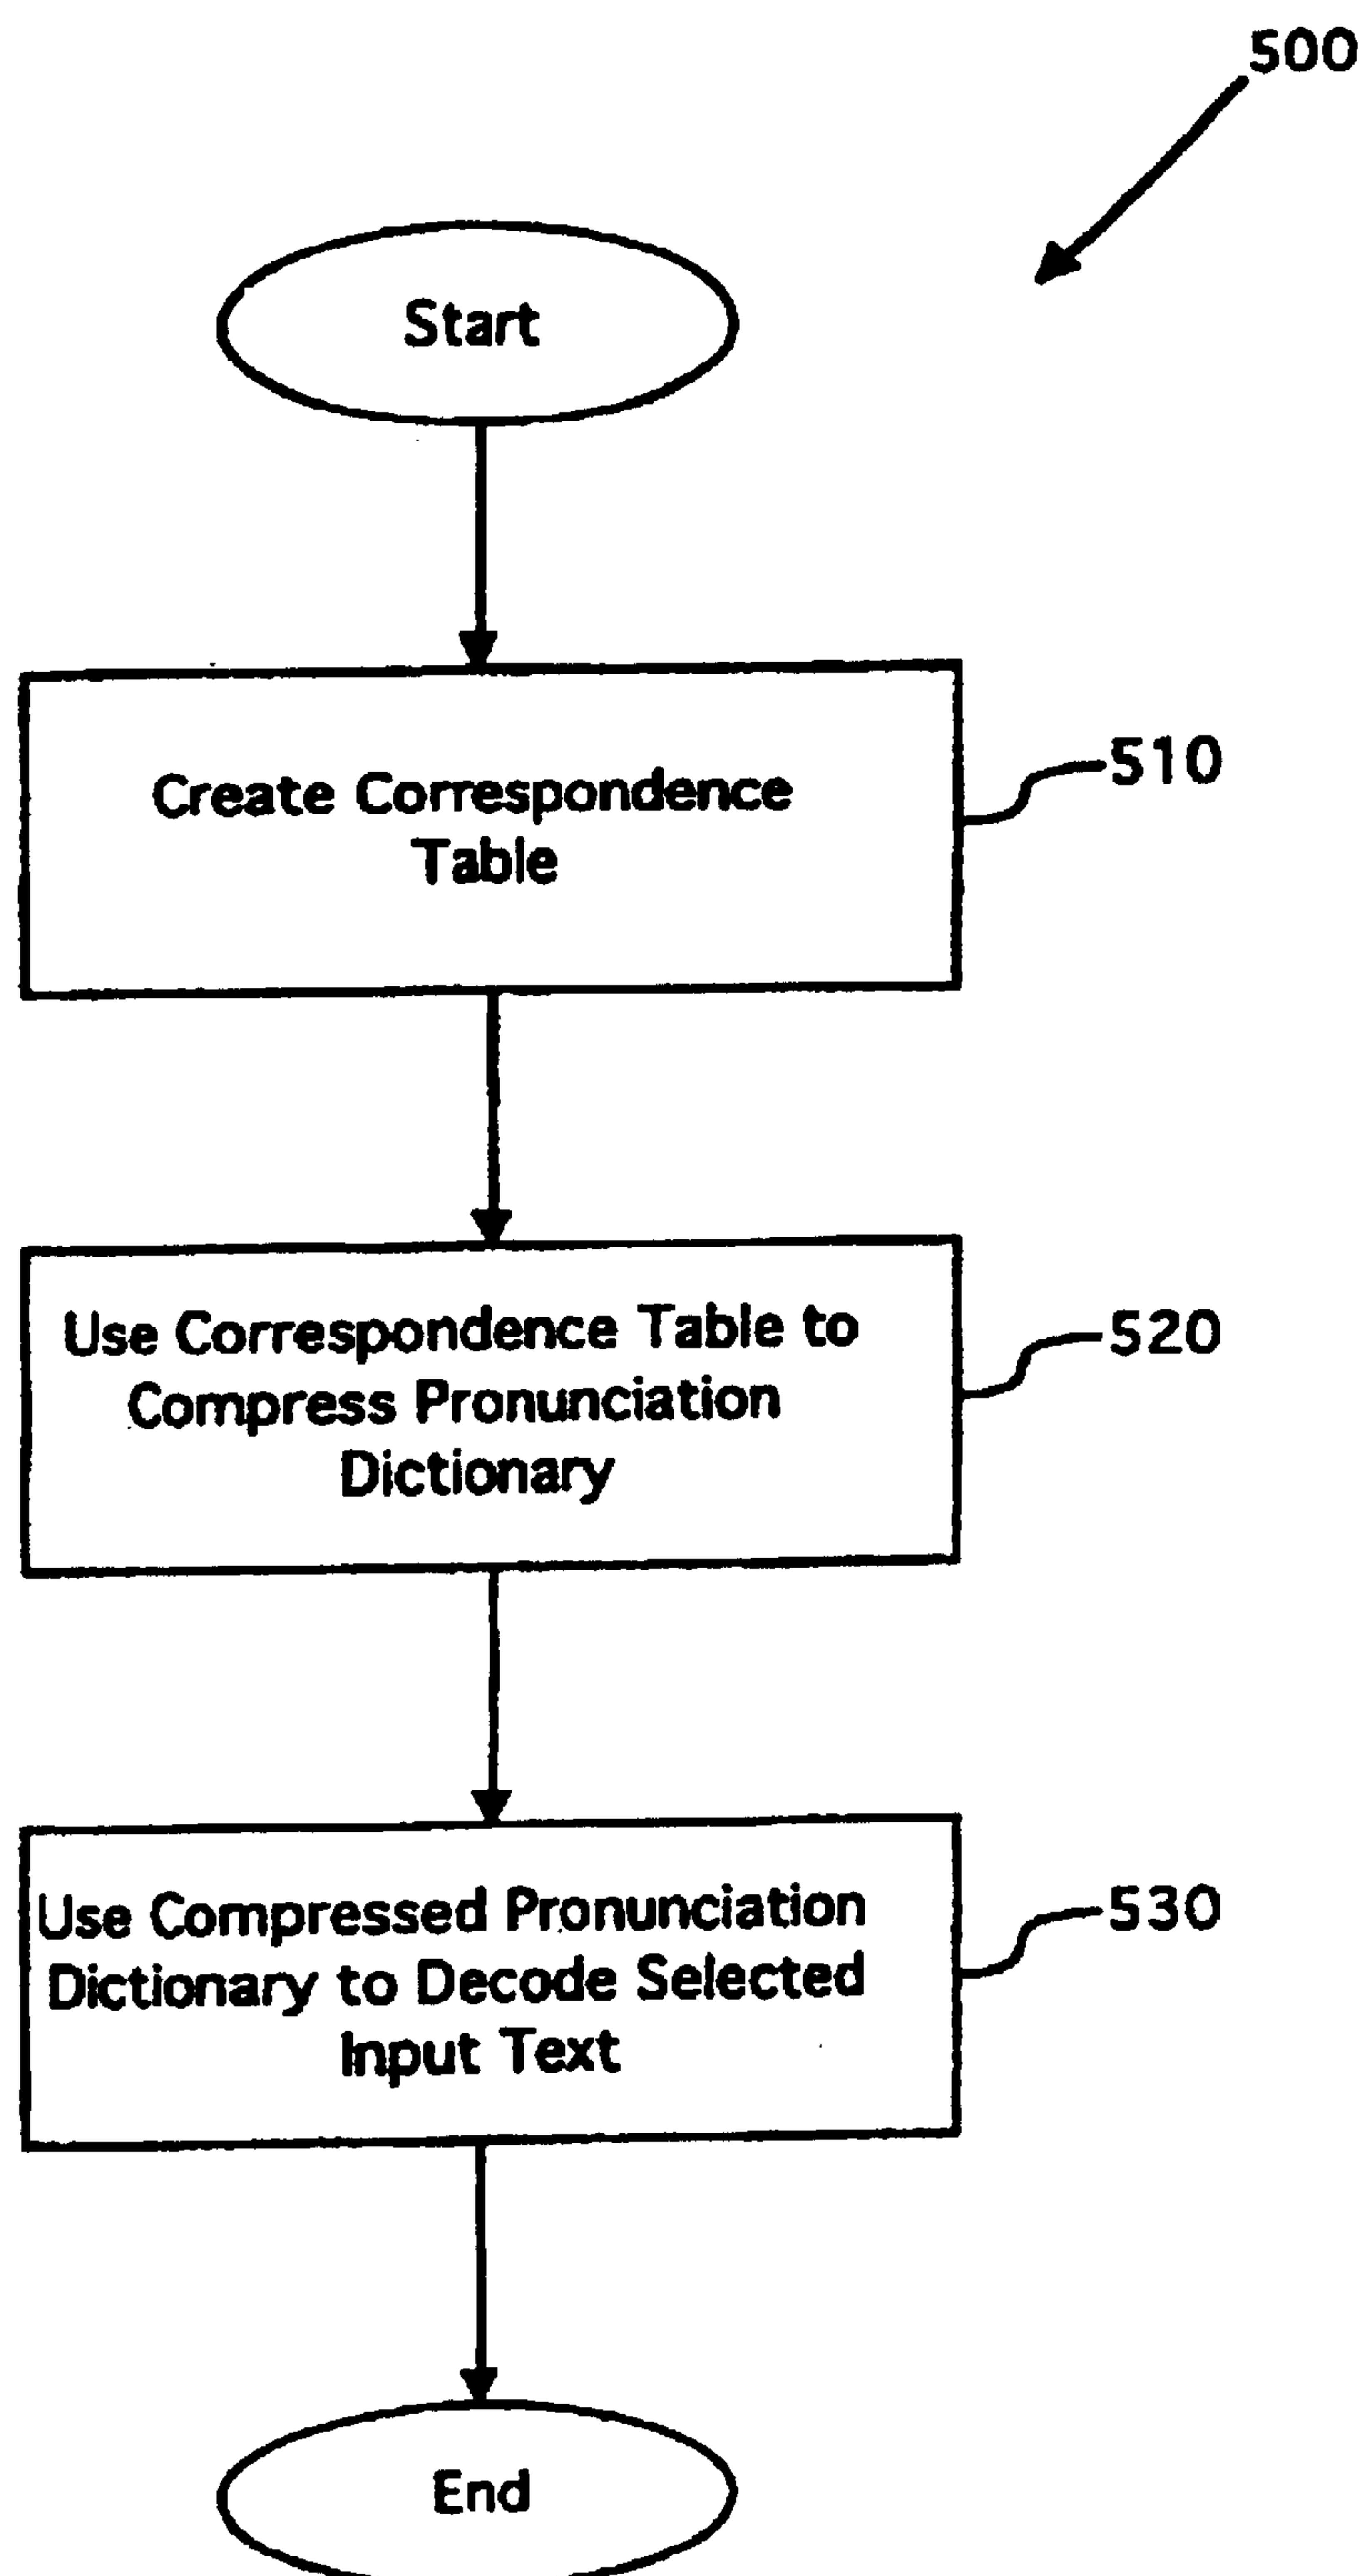 500
Start
Create Correspondence
Table
510
Use Correspondence Table to
Compress Pronunciation
Dictionary
520
Use Compressed Pronunciation
Dictionary to Decode Selected
Input Text
530
End